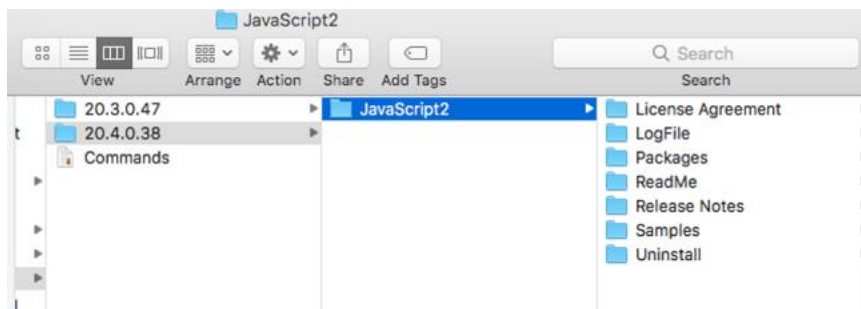 JavaScript2
Search
View
Arrange
Action
Share
Add Tags
Search
20.3.0.47
20.4.0.38
Commands
JavaScript2
License Agreement
LogFile
Packages
ReadMe
Release Notes
Samples
Uninstall